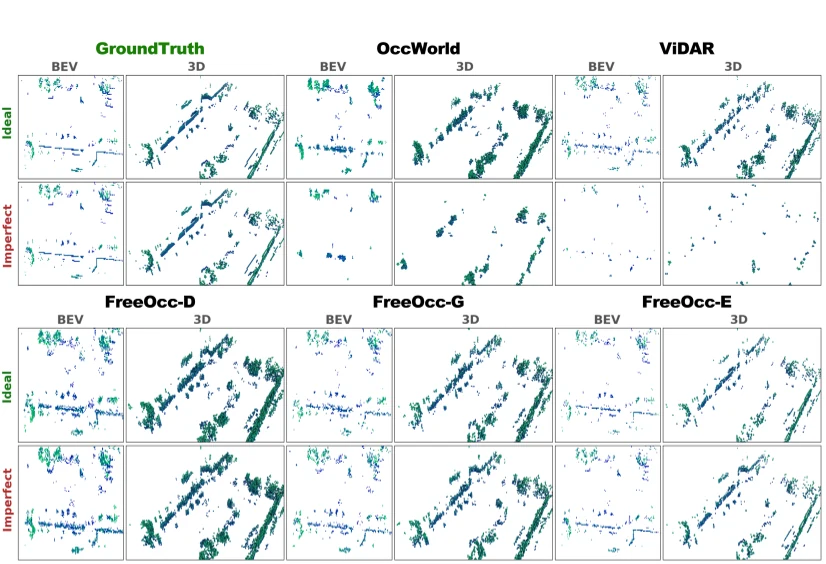 GroundTruth OccWorld ViDAR
BEV 3D BEV 3D BEV 3D
Ideal
Imperfect
FreeOcc-D FreeOcc-G FreeOcc-E
BEV 3D BEV 3D BEV 3D
Ideal
Imperfect